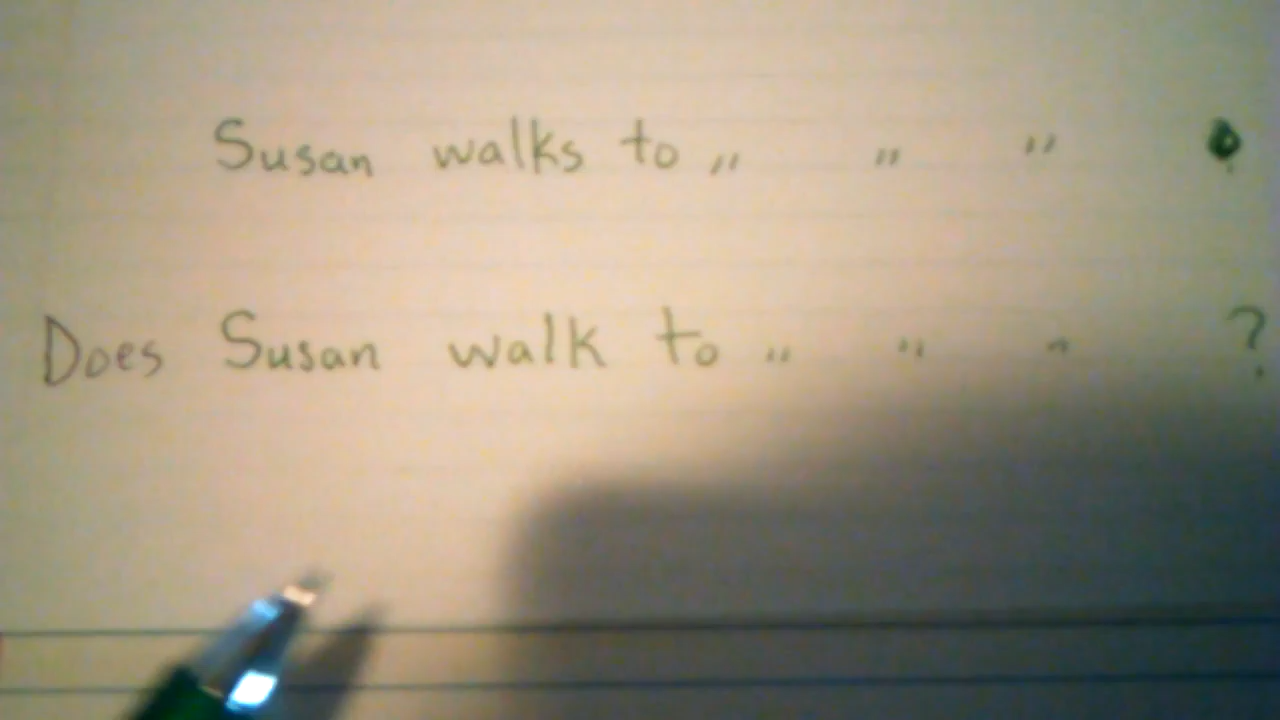 Susan walks to " " " .
Does Susan walk to " " " ?